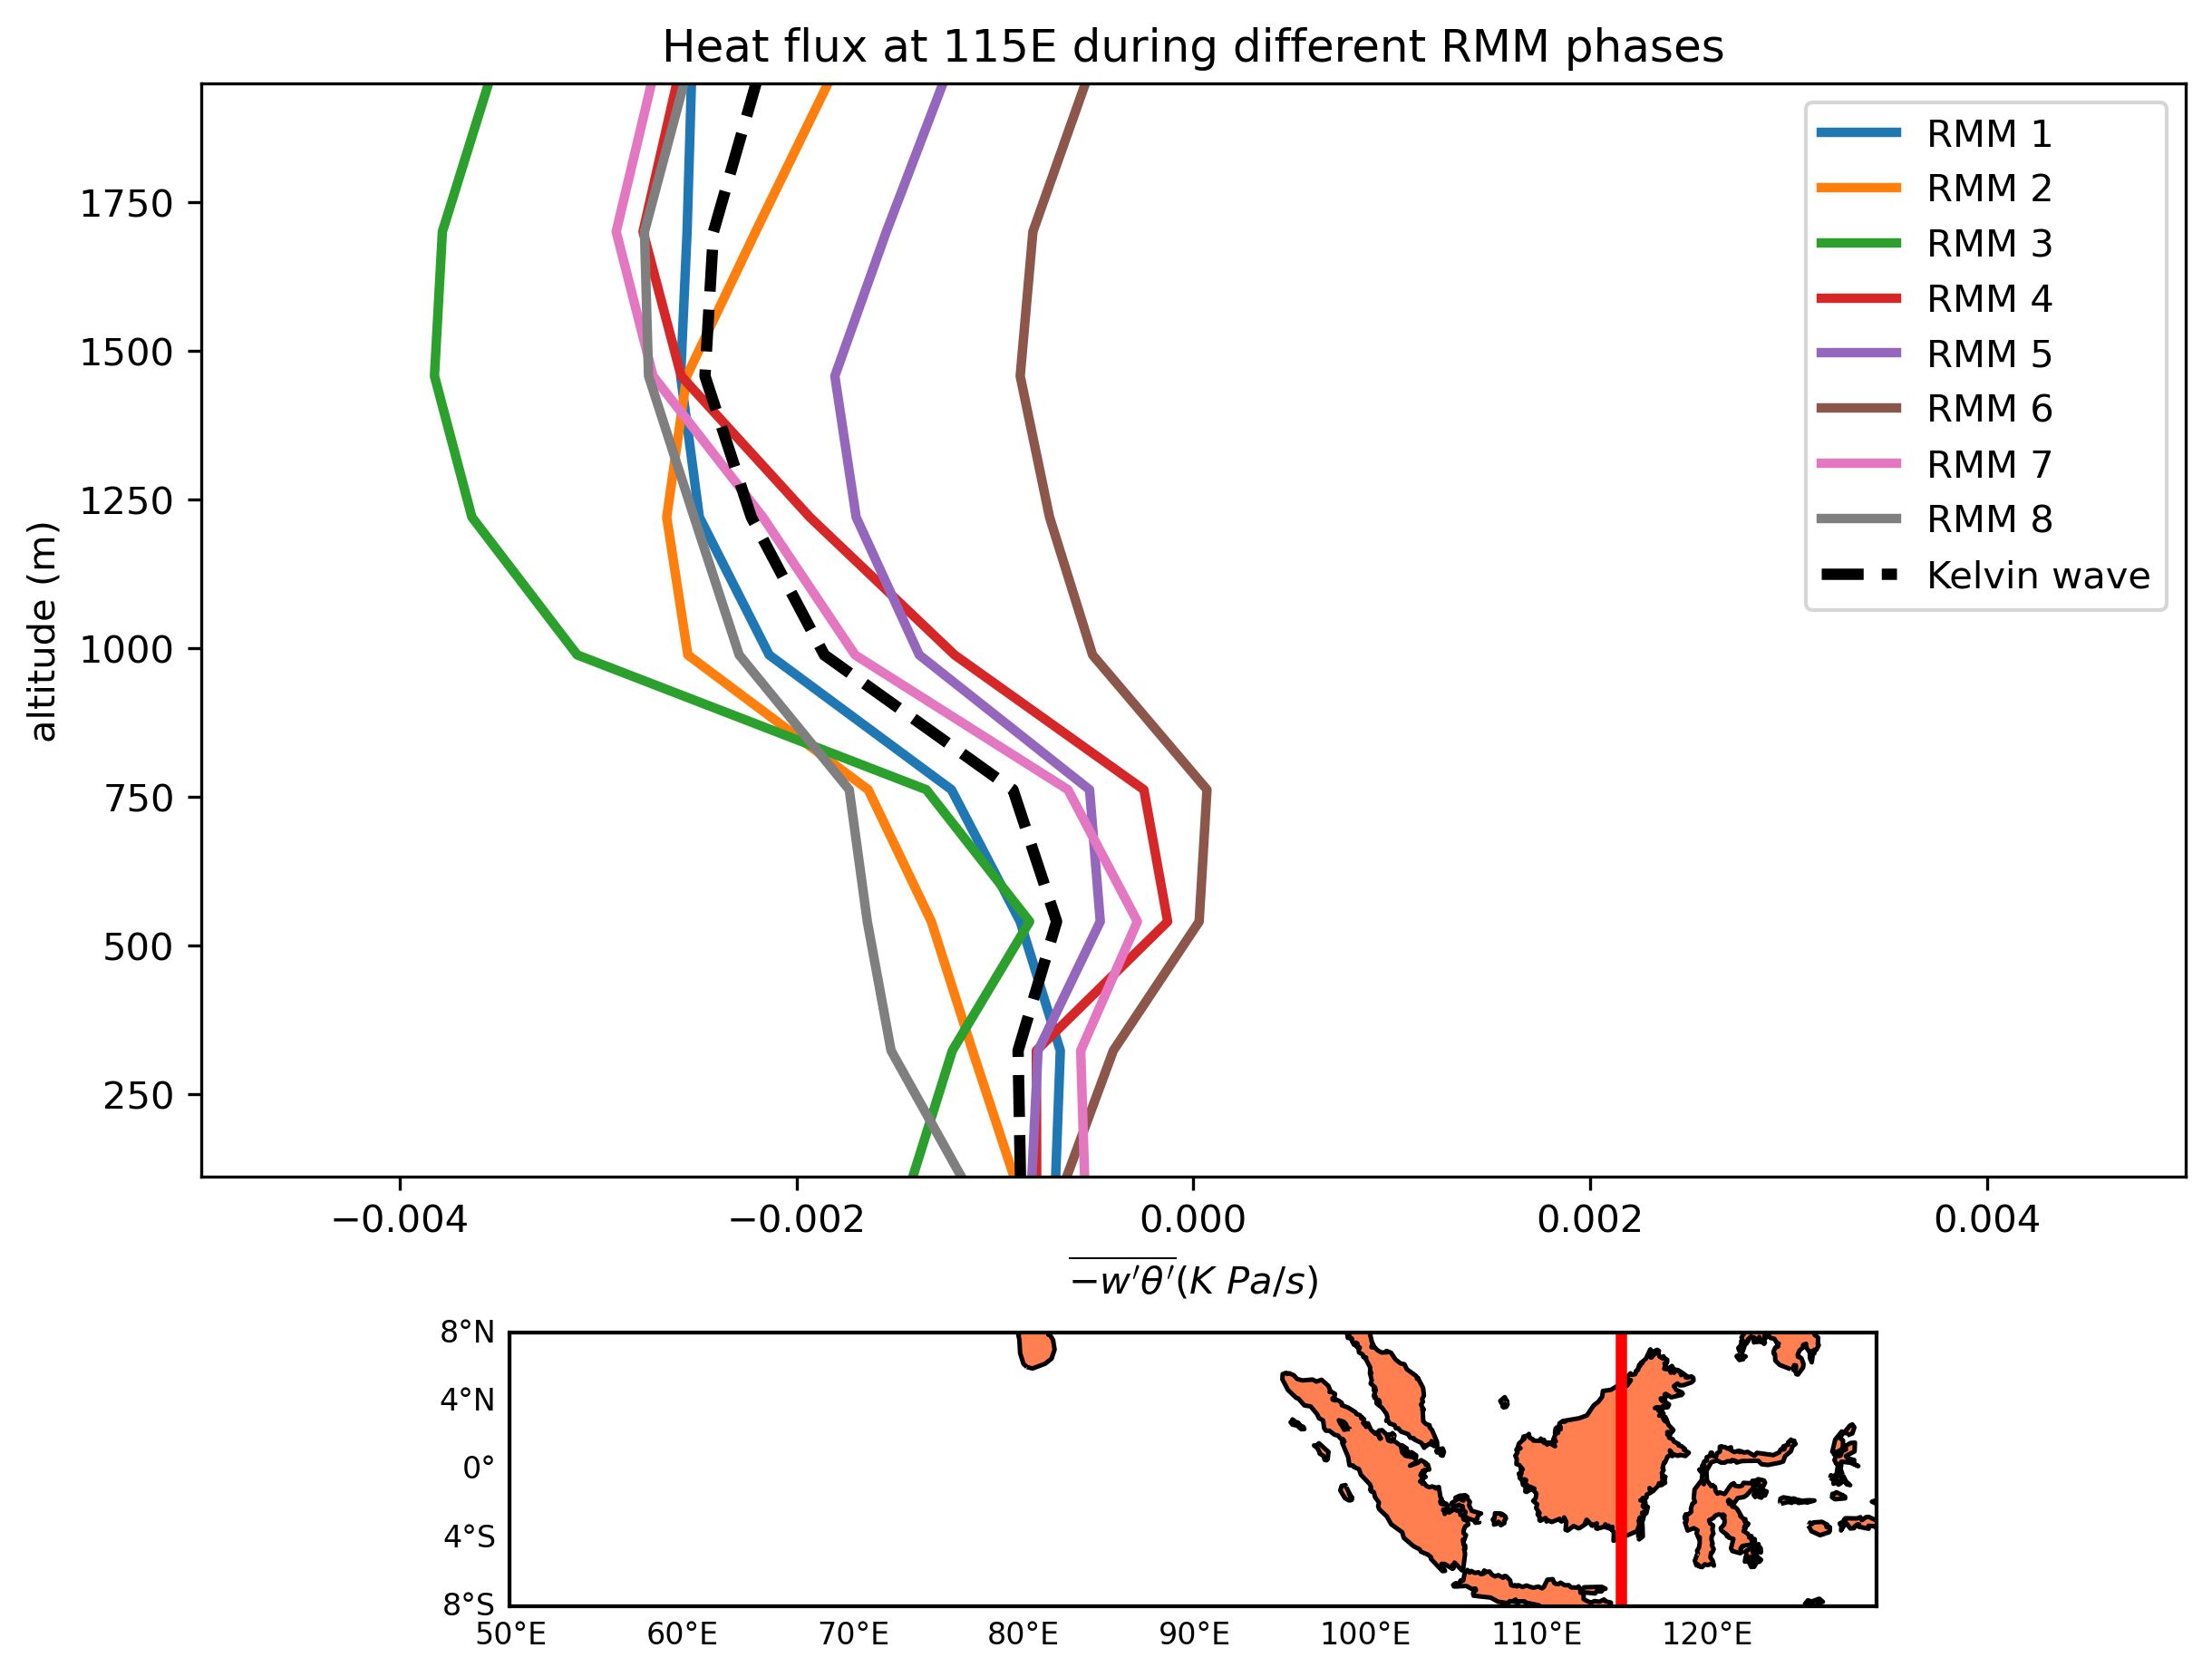 Heat flux at 115E during different RMM phases
RMM 1
RMM 2
RMM 3
RMM 4
RMM 5
RMM 6
RMM 7
RMM 8
Kelvin wave
altitude (m)
1750
1500
1250
1000
750
500
250
−0.004
−0.002
0.000
0.002
0.004
−w′θ′(K Pa/s)
8°N
4°N
0°
4°S
8°S
50°E
60°E
70°E
80°E
90°E
100°E
110°E
120°E